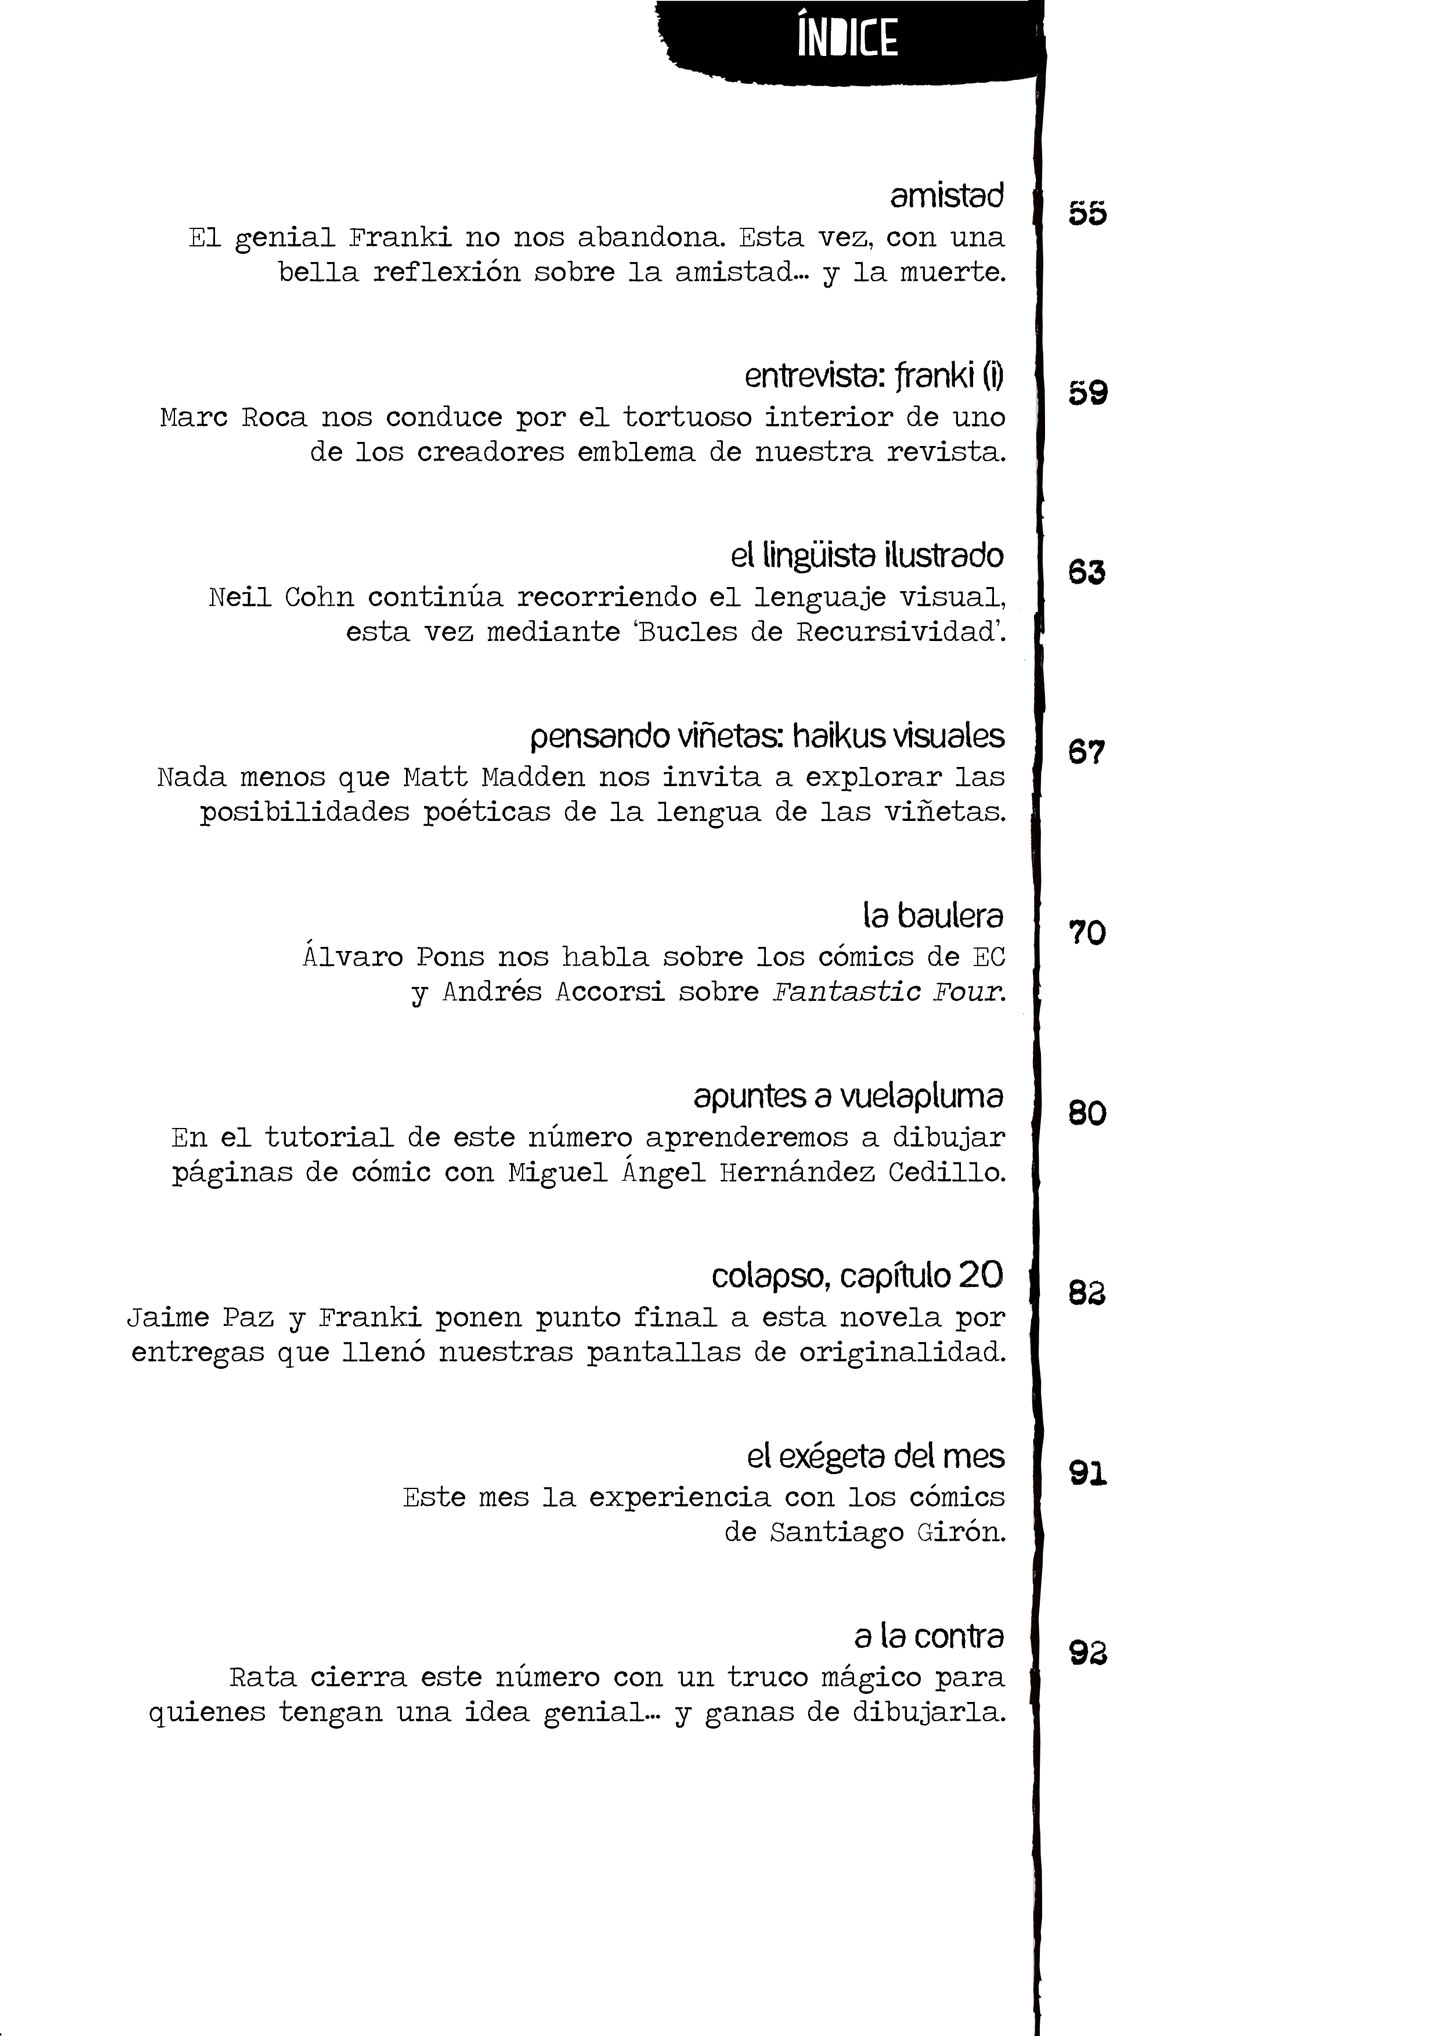 ÍNDICE
amistad
55
El genial Franki no nos abandona. Esta vez, con una
bella reflexión sobre la amistad... y la muerte.
entrevista: franki (i)
59
Marc Roca nos conduce por el tortuoso interior de uno
de los creadores emblema de nuestra revista.
el lingüista ilustrado
63
Neil Cohn continúa recorriendo el lenguaje visual,
esta vez mediante ‘Bucles de Recursividad’.
pensando viñetas: haikus visuales
67
Nada menos que Matt Madden nos invita a explorar las
posibilidades poéticas de la lengua de las viñetas.
la baulera
70
Álvaro Pons nos habla sobre los cómics de EC
y Andrés Accorsi sobre Fantastic Four.
apuntes a vuelapluma
80
En el tutorial de este número aprenderemos a dibujar
páginas de cómic con Miguel Ángel Hernández Cedillo.
colapso, capítulo 20
82
Jaime Paz y Franki ponen punto final a esta novela por
entregas que llenó nuestras pantallas de originalidad.
el exégeta del mes
91
Este mes la experiencia con los cómics
de Santiago Girón.
a la contra
92
Rata cierra este número con un truco mágico para
quienes tengan una idea genial... y ganas de dibujarla.